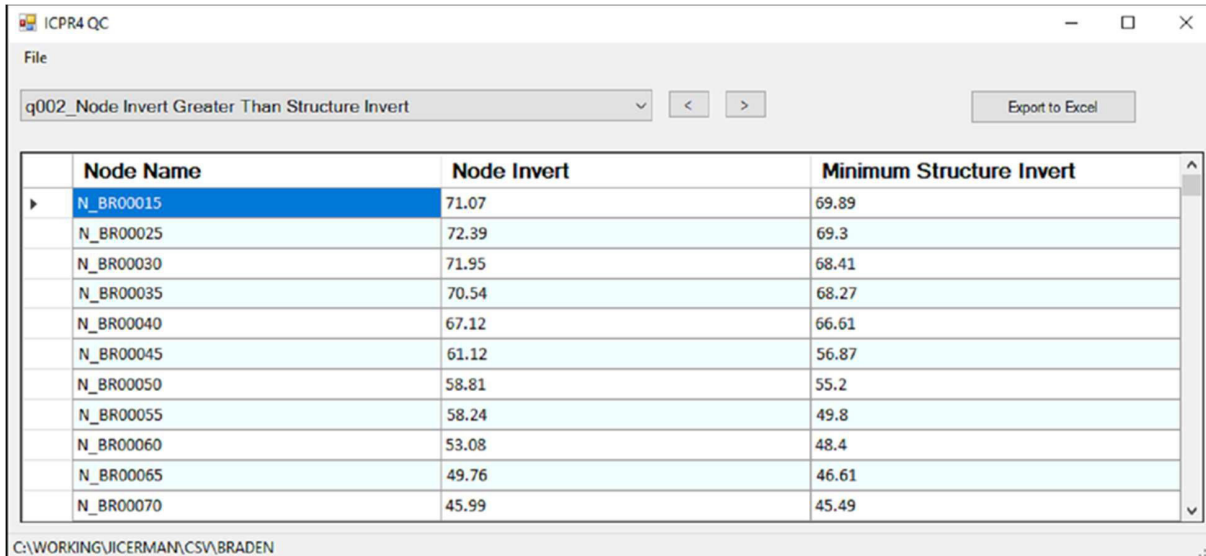 ICPR4 QC
File
q002_Node Invert Greater Than Structure Invert < > Export to Excel
Node Name Node Invert Minimum Structure Invert
N_BR00015 71.07 69.89
N_BR00025 72.39 69.3
N_BR00030 71.95 68.41
N_BR00035 70.54 68.27
N_BR00040 67.12 66.61
N_BR00045 61.12 56.87
N_BR00050 58.81 55.2
N_BR00055 58.24 49.8
N_BR00060 53.08 48.4
N_BR00065 49.76 46.61
N_BR00070 45.99 45.49
C:\WORKING\JICERMAN\CSV\BRADEN